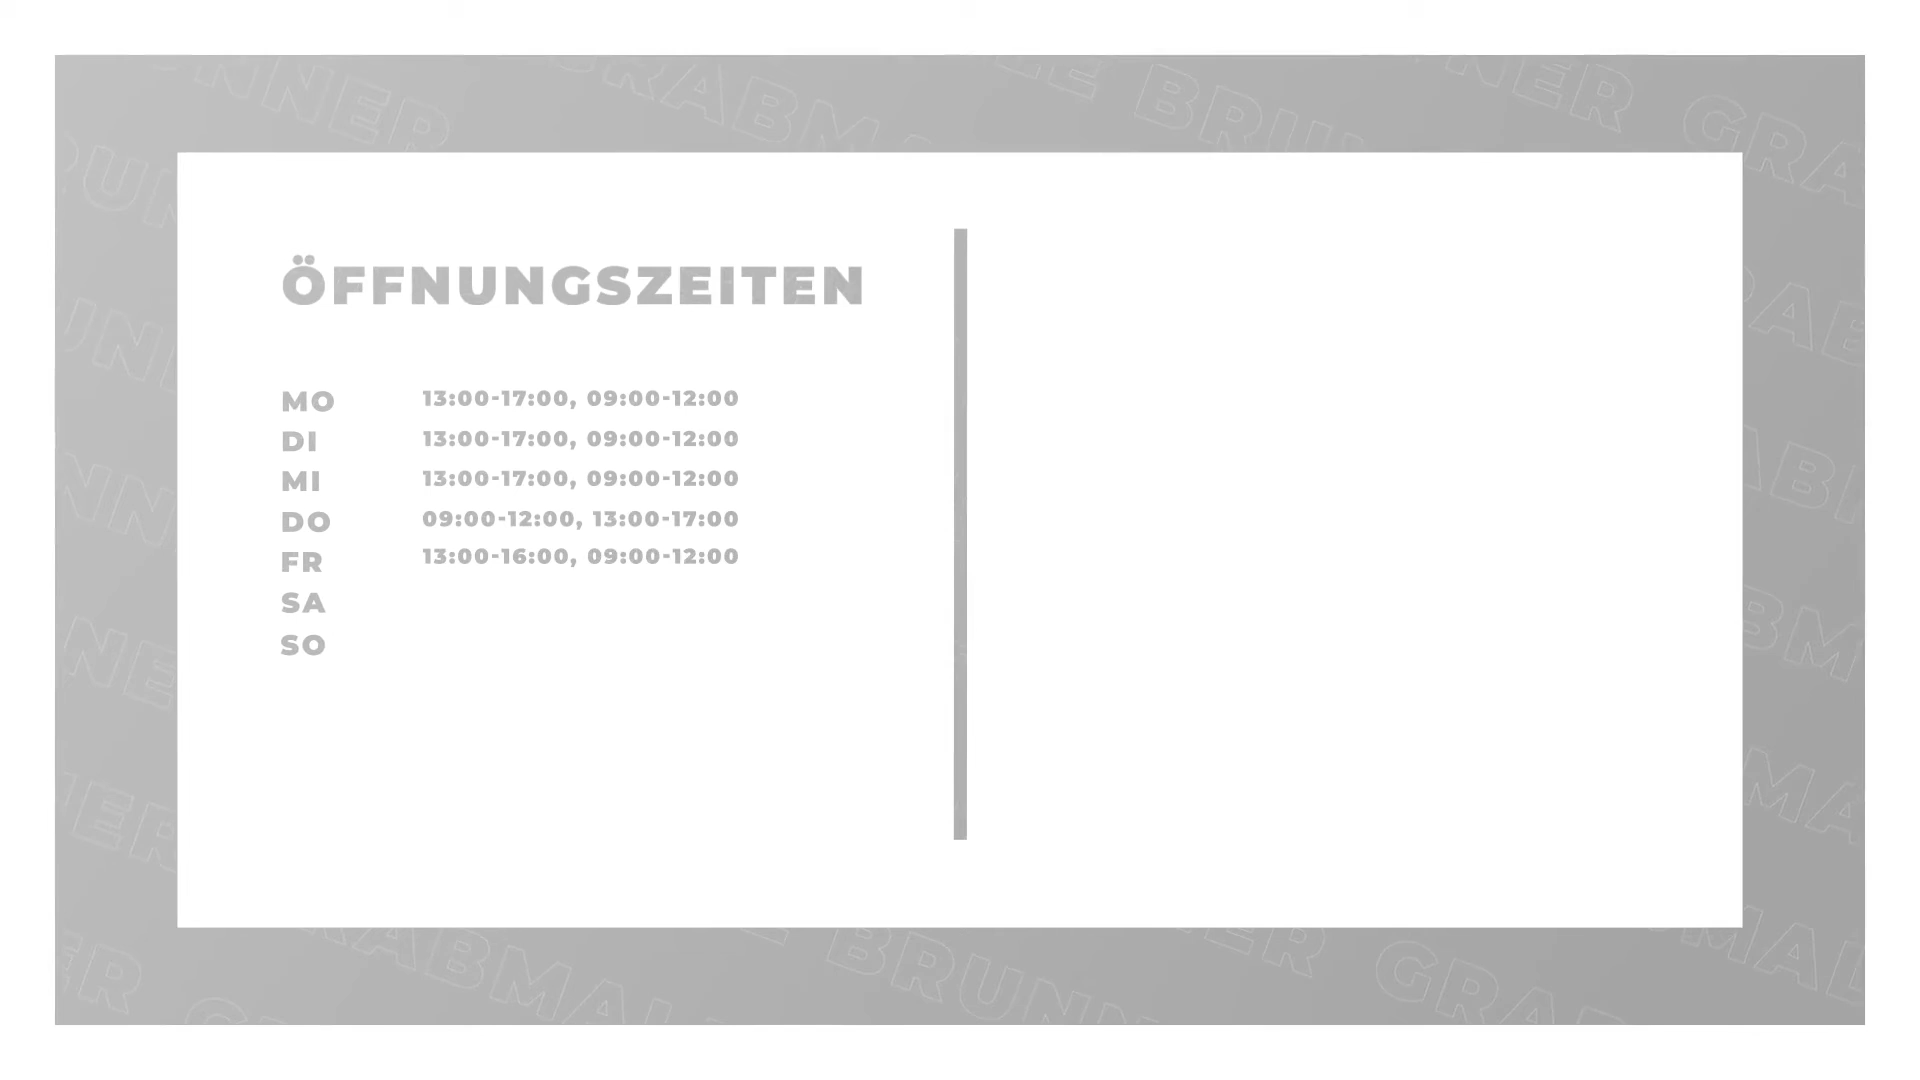 ÖFFNUNGSZEITEN
MO 13:00-17:00, 09:00-12:00
DI 13:00-17:00, 09:00-12:00
MI 13:00-17:00, 09:00-12:00
DO 09:00-12:00, 13:00-17:00
FR 13:00-16:00, 09:00-12:00
SA
SO
GRABMALE BRUNNER